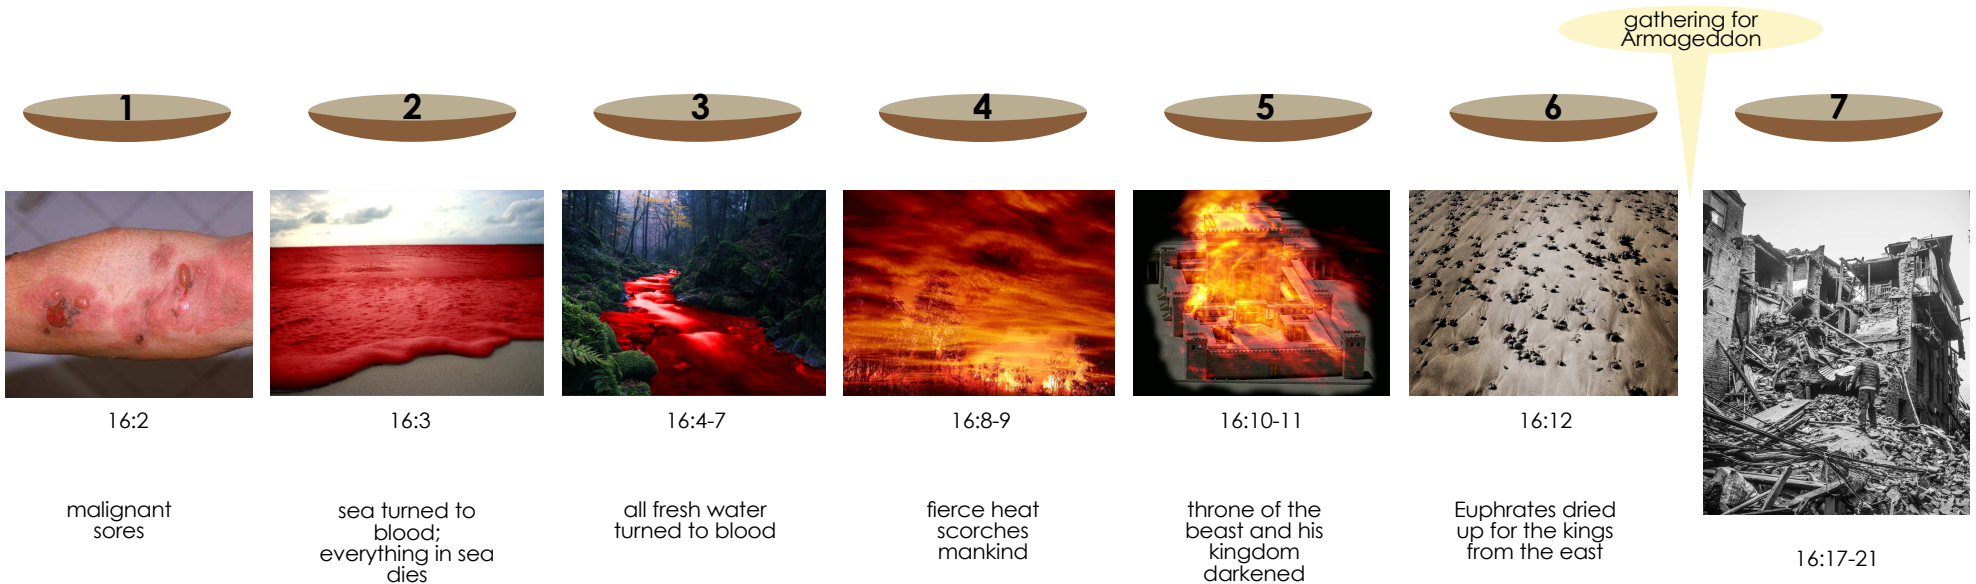 gathering for
Armageddon
1
2
3
4
5
6
7
16:2
16:3
16:4-7
16:8-9
16:10-11
16:12
malignant
sores
sea turned to
blood;
everything in sea
dies
all fresh water
turned to blood
fierce heat
scorches
mankind
throne of the
beast and his
kingdom
darkened
Euphrates dried
up for the kings
from the east
16:17-21